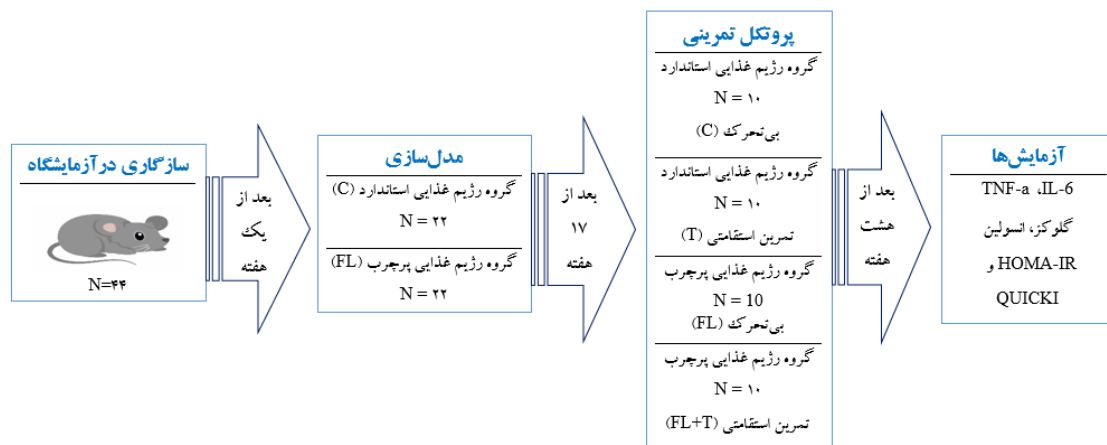 سازگاری در آزمایشگاه
N=۴۴
بعد از
یک
هفته
مدل‌سازی
گروه رژیم غذایی استاندارد (C)
N = ۲۲
گروه رژیم غذایی پرچرب (FL)
N = ۲۲
بعد از
۱۷
هفته
پروتکل تمرینی
گروه رژیم غذایی استاندارد
N = ۱۰
بی‌تحرک (C)
گروه رژیم غذایی استاندارد
N = ۱۰
تمرین استقامتی (T)
گروه رژیم غذایی پرچرب
N = 10
بی‌تحرک (FL)
گروه رژیم غذایی پرچرب
N = ۱۰
تمرین استقامتی (FL+T)
بعد از
هشت
هفته
آزمایش‌ها
TNF-a ،IL-6
گلوکز، انسولین
HOMA-IR و
QUICKI